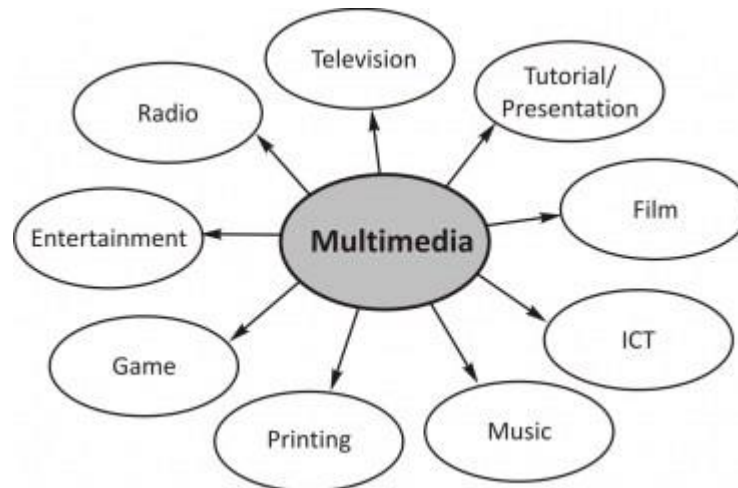 Television
Tutorial/
Presentation
Radio
Film
Entertainment
Multimedia
ICT
Game
Music
Printing